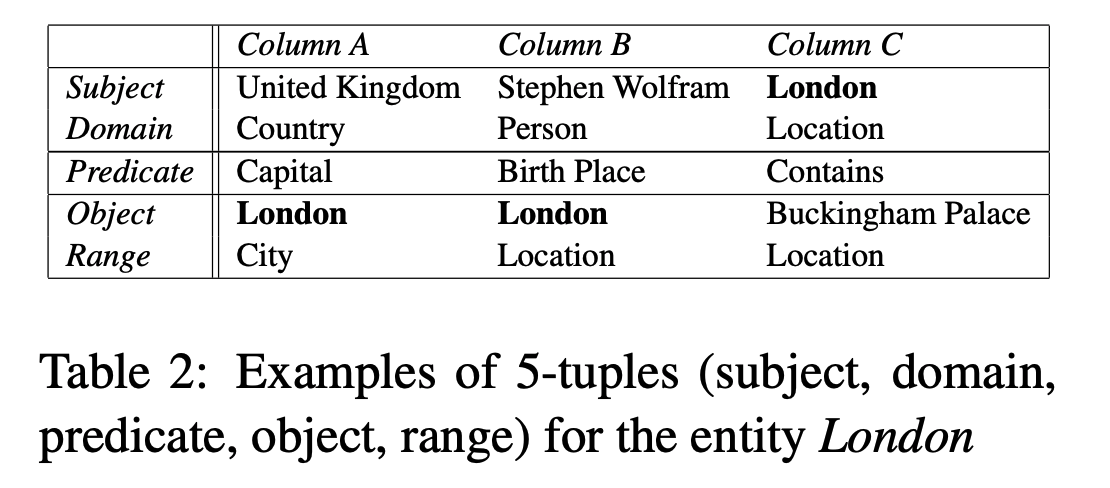 Column A Column B Column C
Subject United Kingdom Stephen Wolfram London
Domain Country Person Location
Predicate Capital Birth Place Contains
Object London London Buckingham Palace
Range City Location Location
Table 2: Examples of 5-tuples (subject, domain,
predicate, object, range) for the entity London